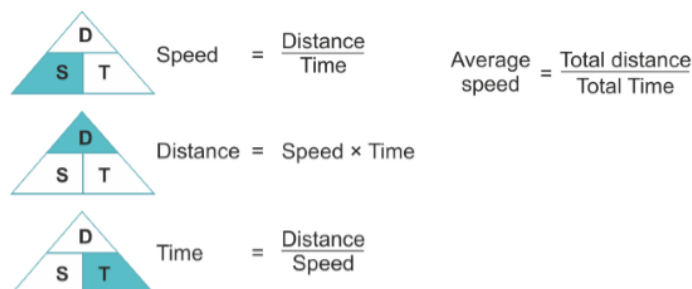 D
S T
Speed = Distance / Time
Average speed = Total distance / Total Time
D
S T
Distance = Speed × Time
D
S T
Time = Distance / Speed